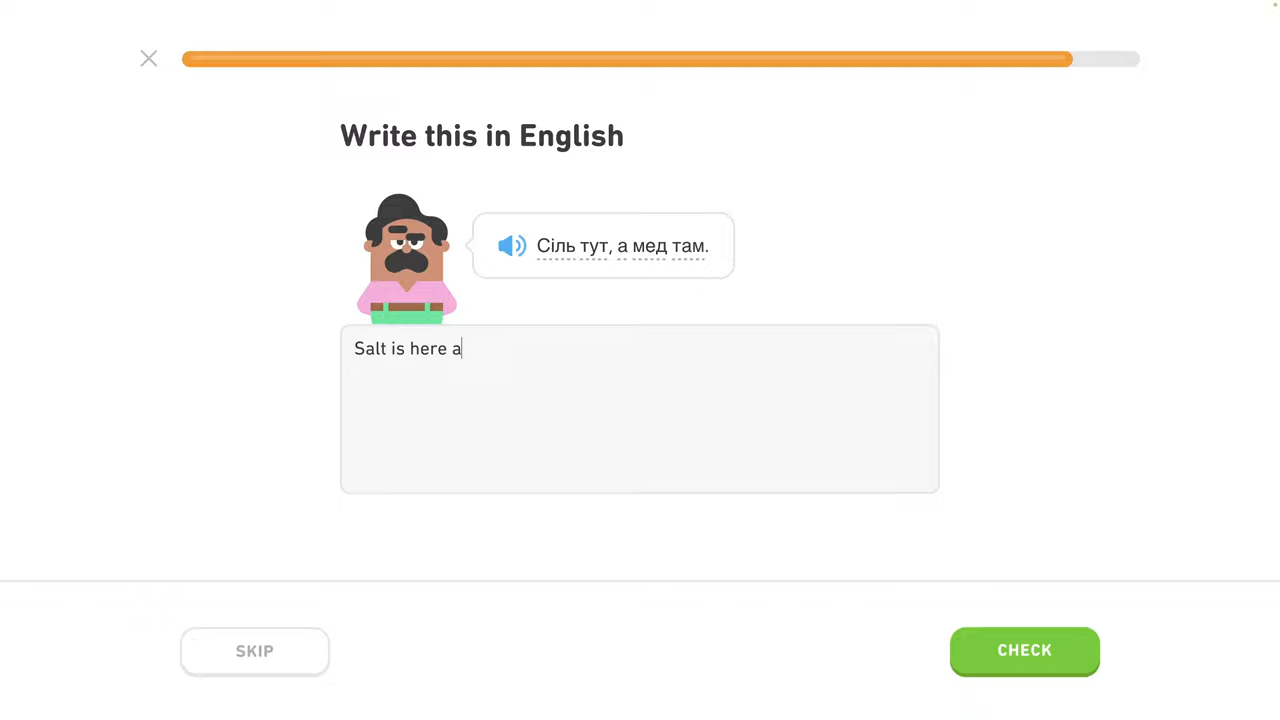 Write this in English
Сіль тут, а мед там.
Salt is here a
SKIP
CHECK